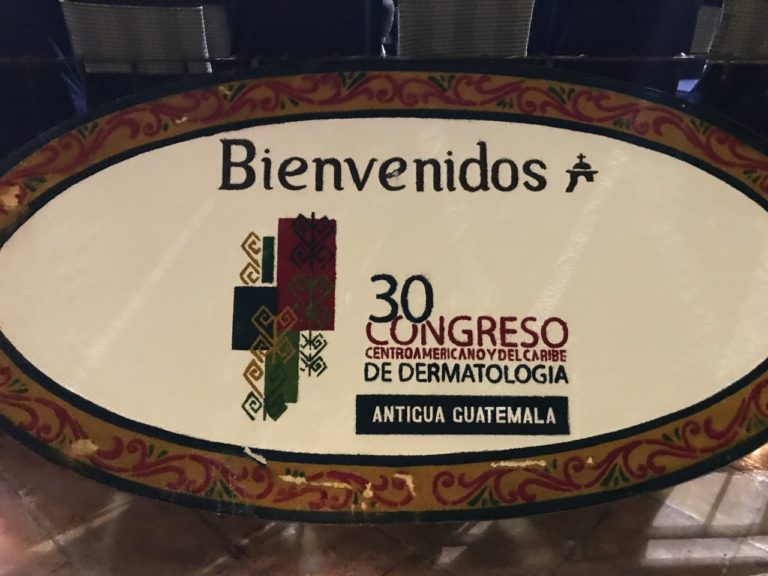 Bienvenidos
30
CONGRESO
CENTROAMERICANO Y DEL CARIBE
DE DERMATOLOGIA
ANTIGUA GUATEMALA